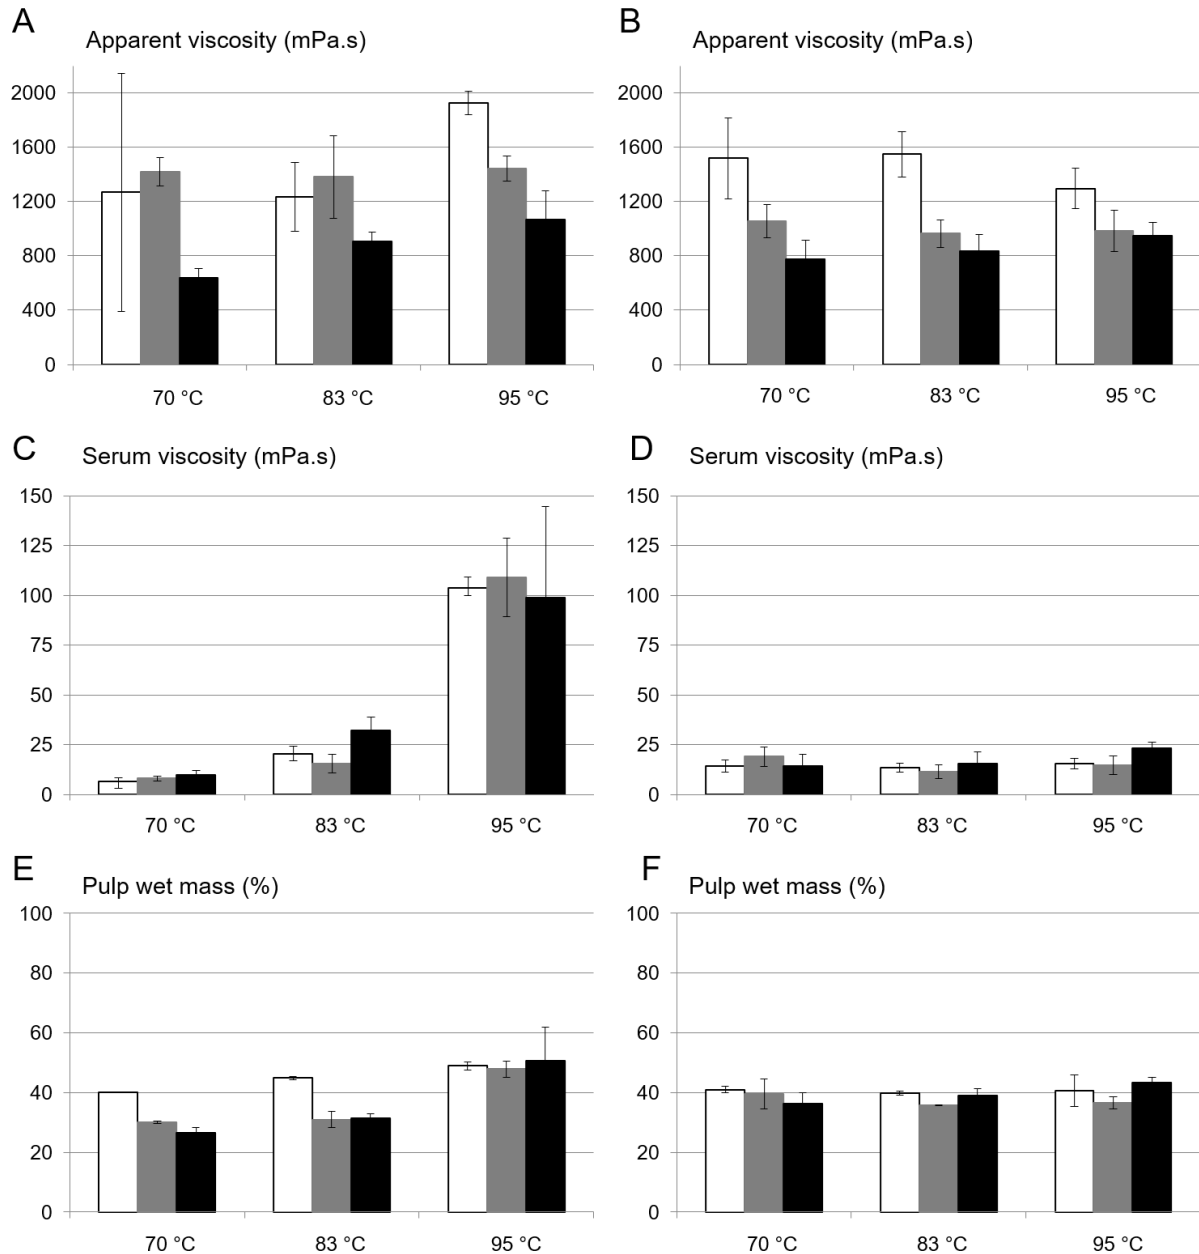 A
Apparent viscosity (mPa.s)
2000
1600
1200
800
400
0
70 °C 83 °C 95 °C
B
Apparent viscosity (mPa.s)
2000
1600
1200
800
400
0
70 °C 83 °C 95 °C
C
Serum viscosity (mPa.s)
150
125
100
75
50
25
0
70 °C 83 °C 95 °C
D
Serum viscosity (mPa.s)
150
125
100
75
50
25
0
70 °C 83 °C 95 °C
E
Pulp wet mass (%)
100
80
60
40
20
0
70 °C 83 °C 95 °C
F
Pulp wet mass (%)
100
80
60
40
20
0
70 °C 83 °C 95 °C